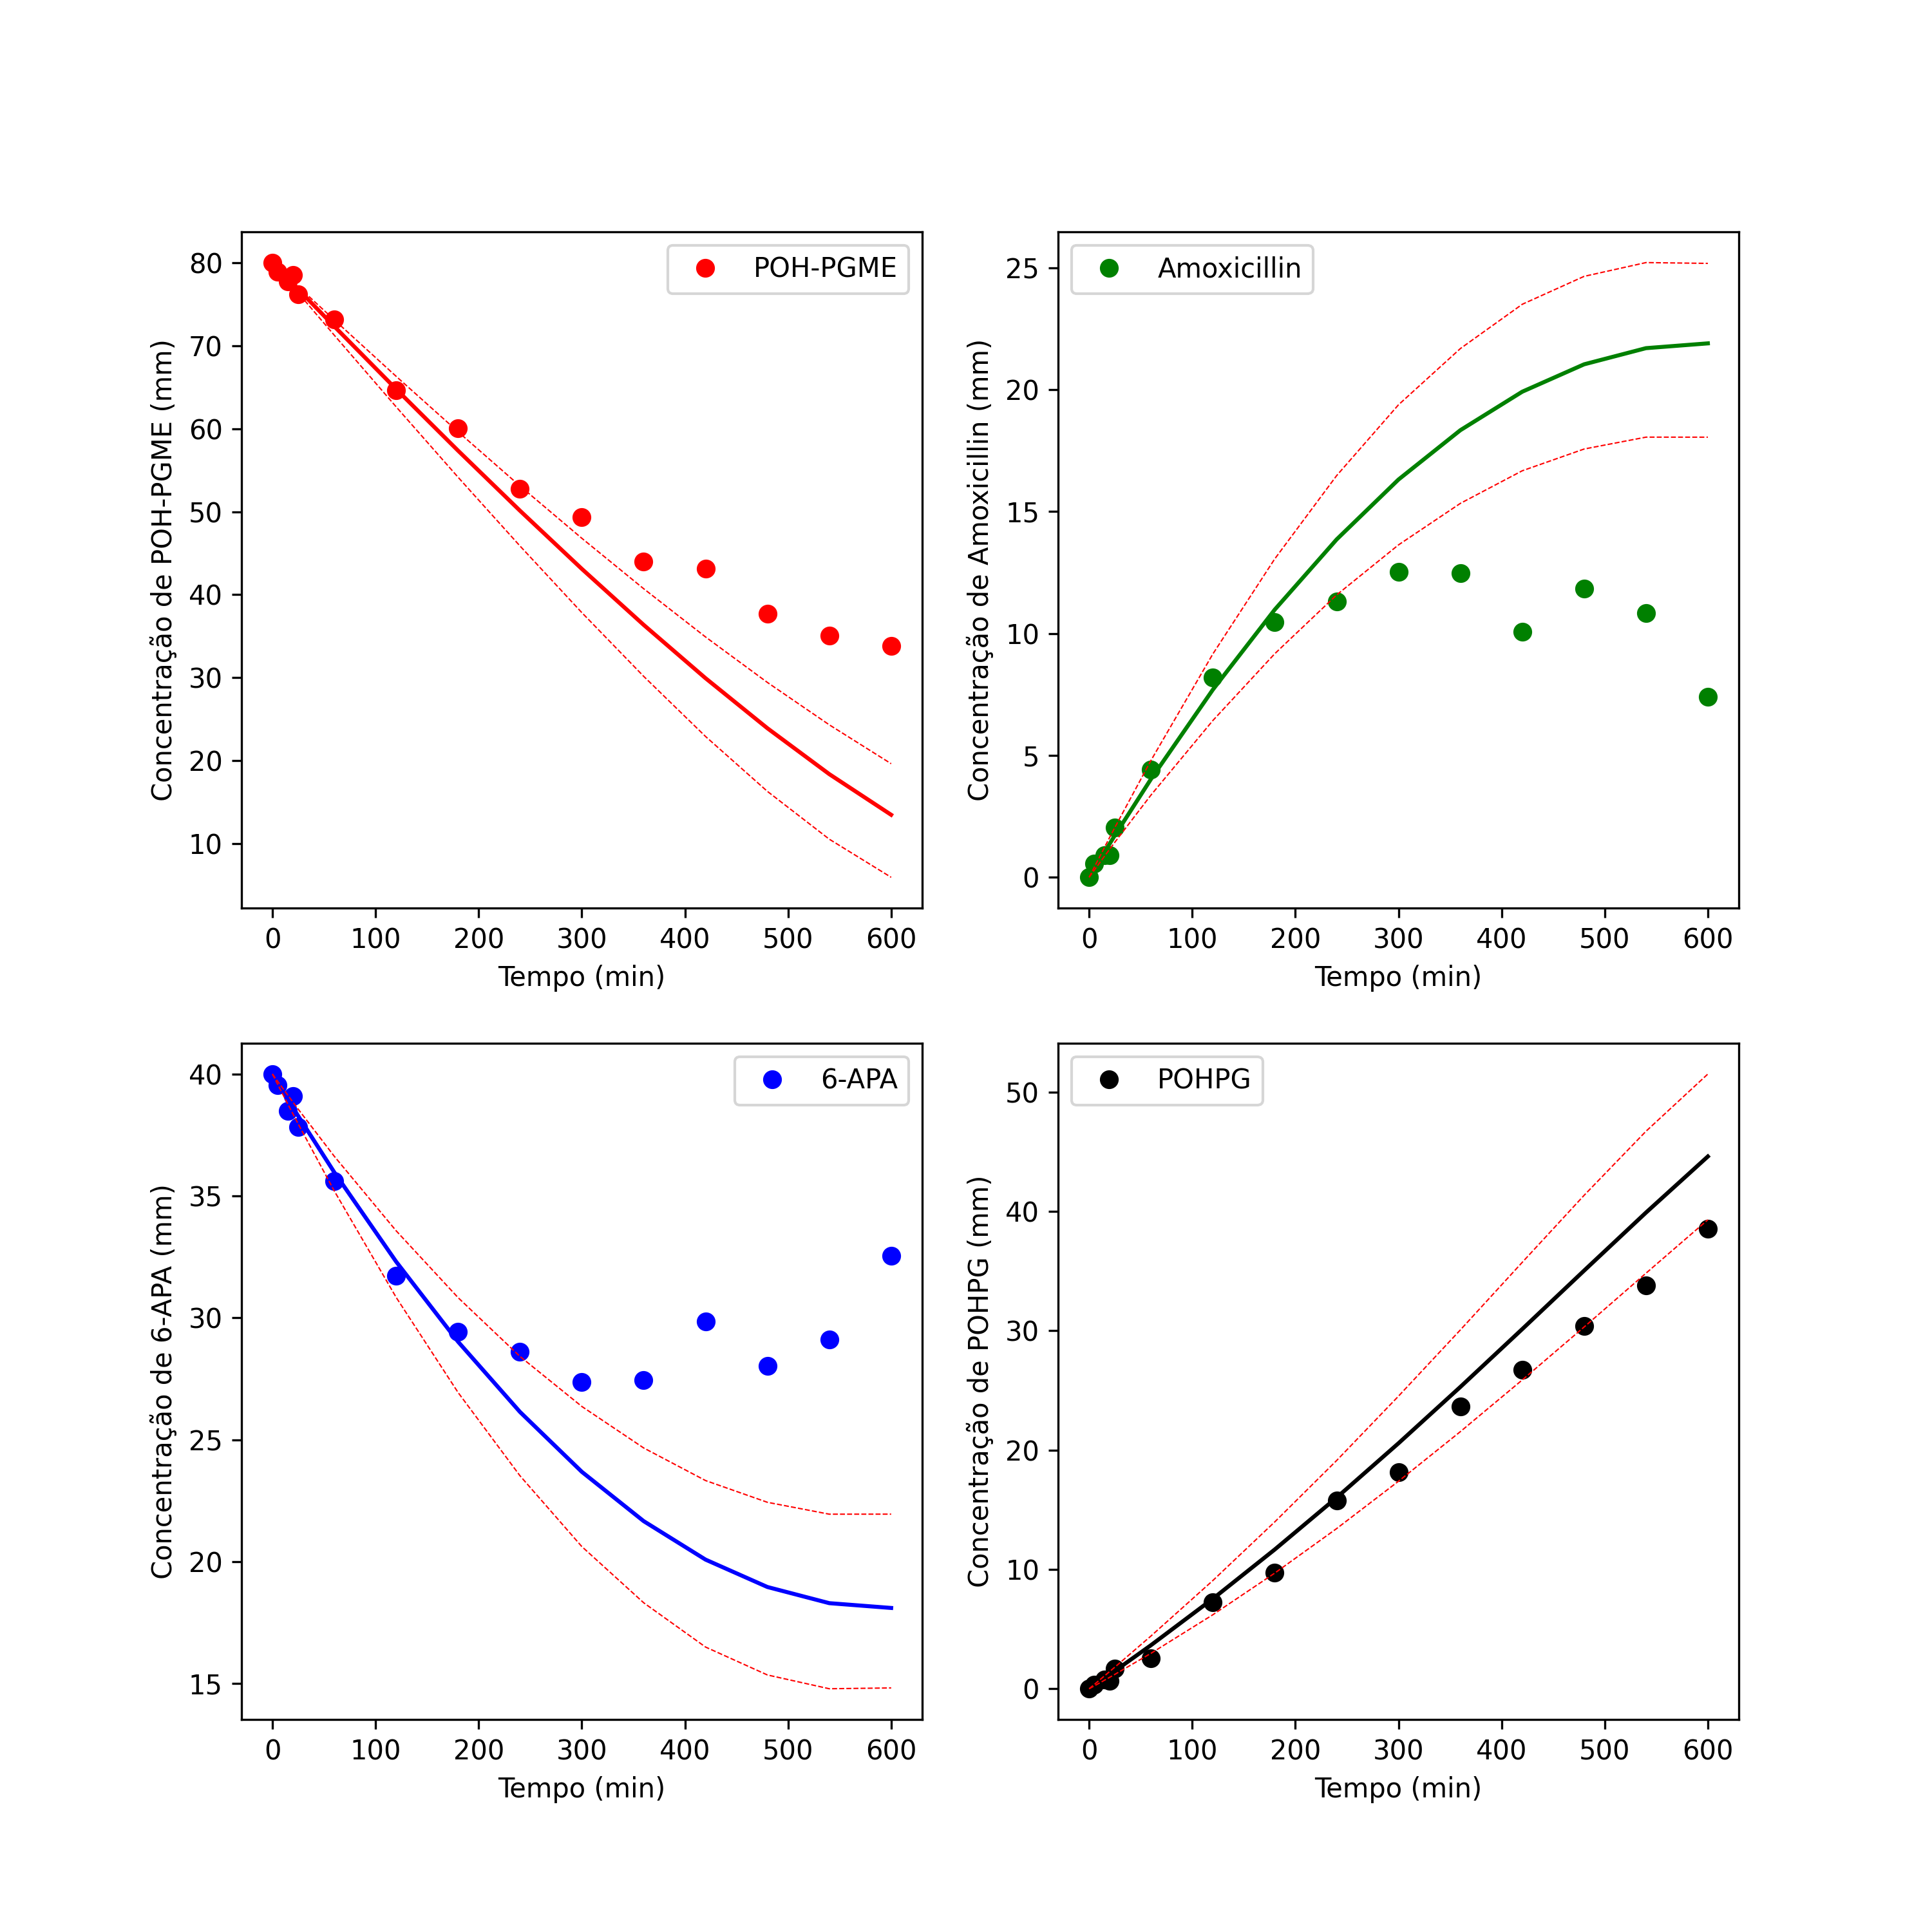 POH-PGME
80
70
60
50
40
30
20
10
Concentração de POH-PGME (mm)
0 100 200 300 400 500 600
Tempo (min)
Amoxicillin
25
20
15
10
5
0
Concentração de Amoxicillin (mm)
0 100 200 300 400 500 600
Tempo (min)
6-APA
40
35
30
25
20
15
Concentração de 6-APA (mm)
0 100 200 300 400 500 600
Tempo (min)
POHPG
50
40
30
20
10
0
Concentração de POHPG (mm)
0 100 200 300 400 500 600
Tempo (min)